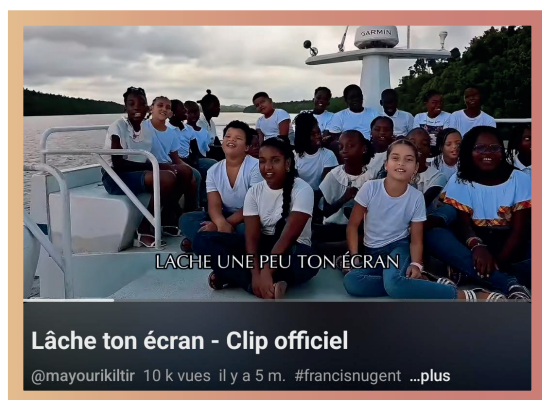 GARMIN
LACHE UNE PEU TON ÉCRAN
Lâche ton écran - Clip officiel
@mayourikiltir 10 k vues il y a 5 m. #francisnugent ...plus